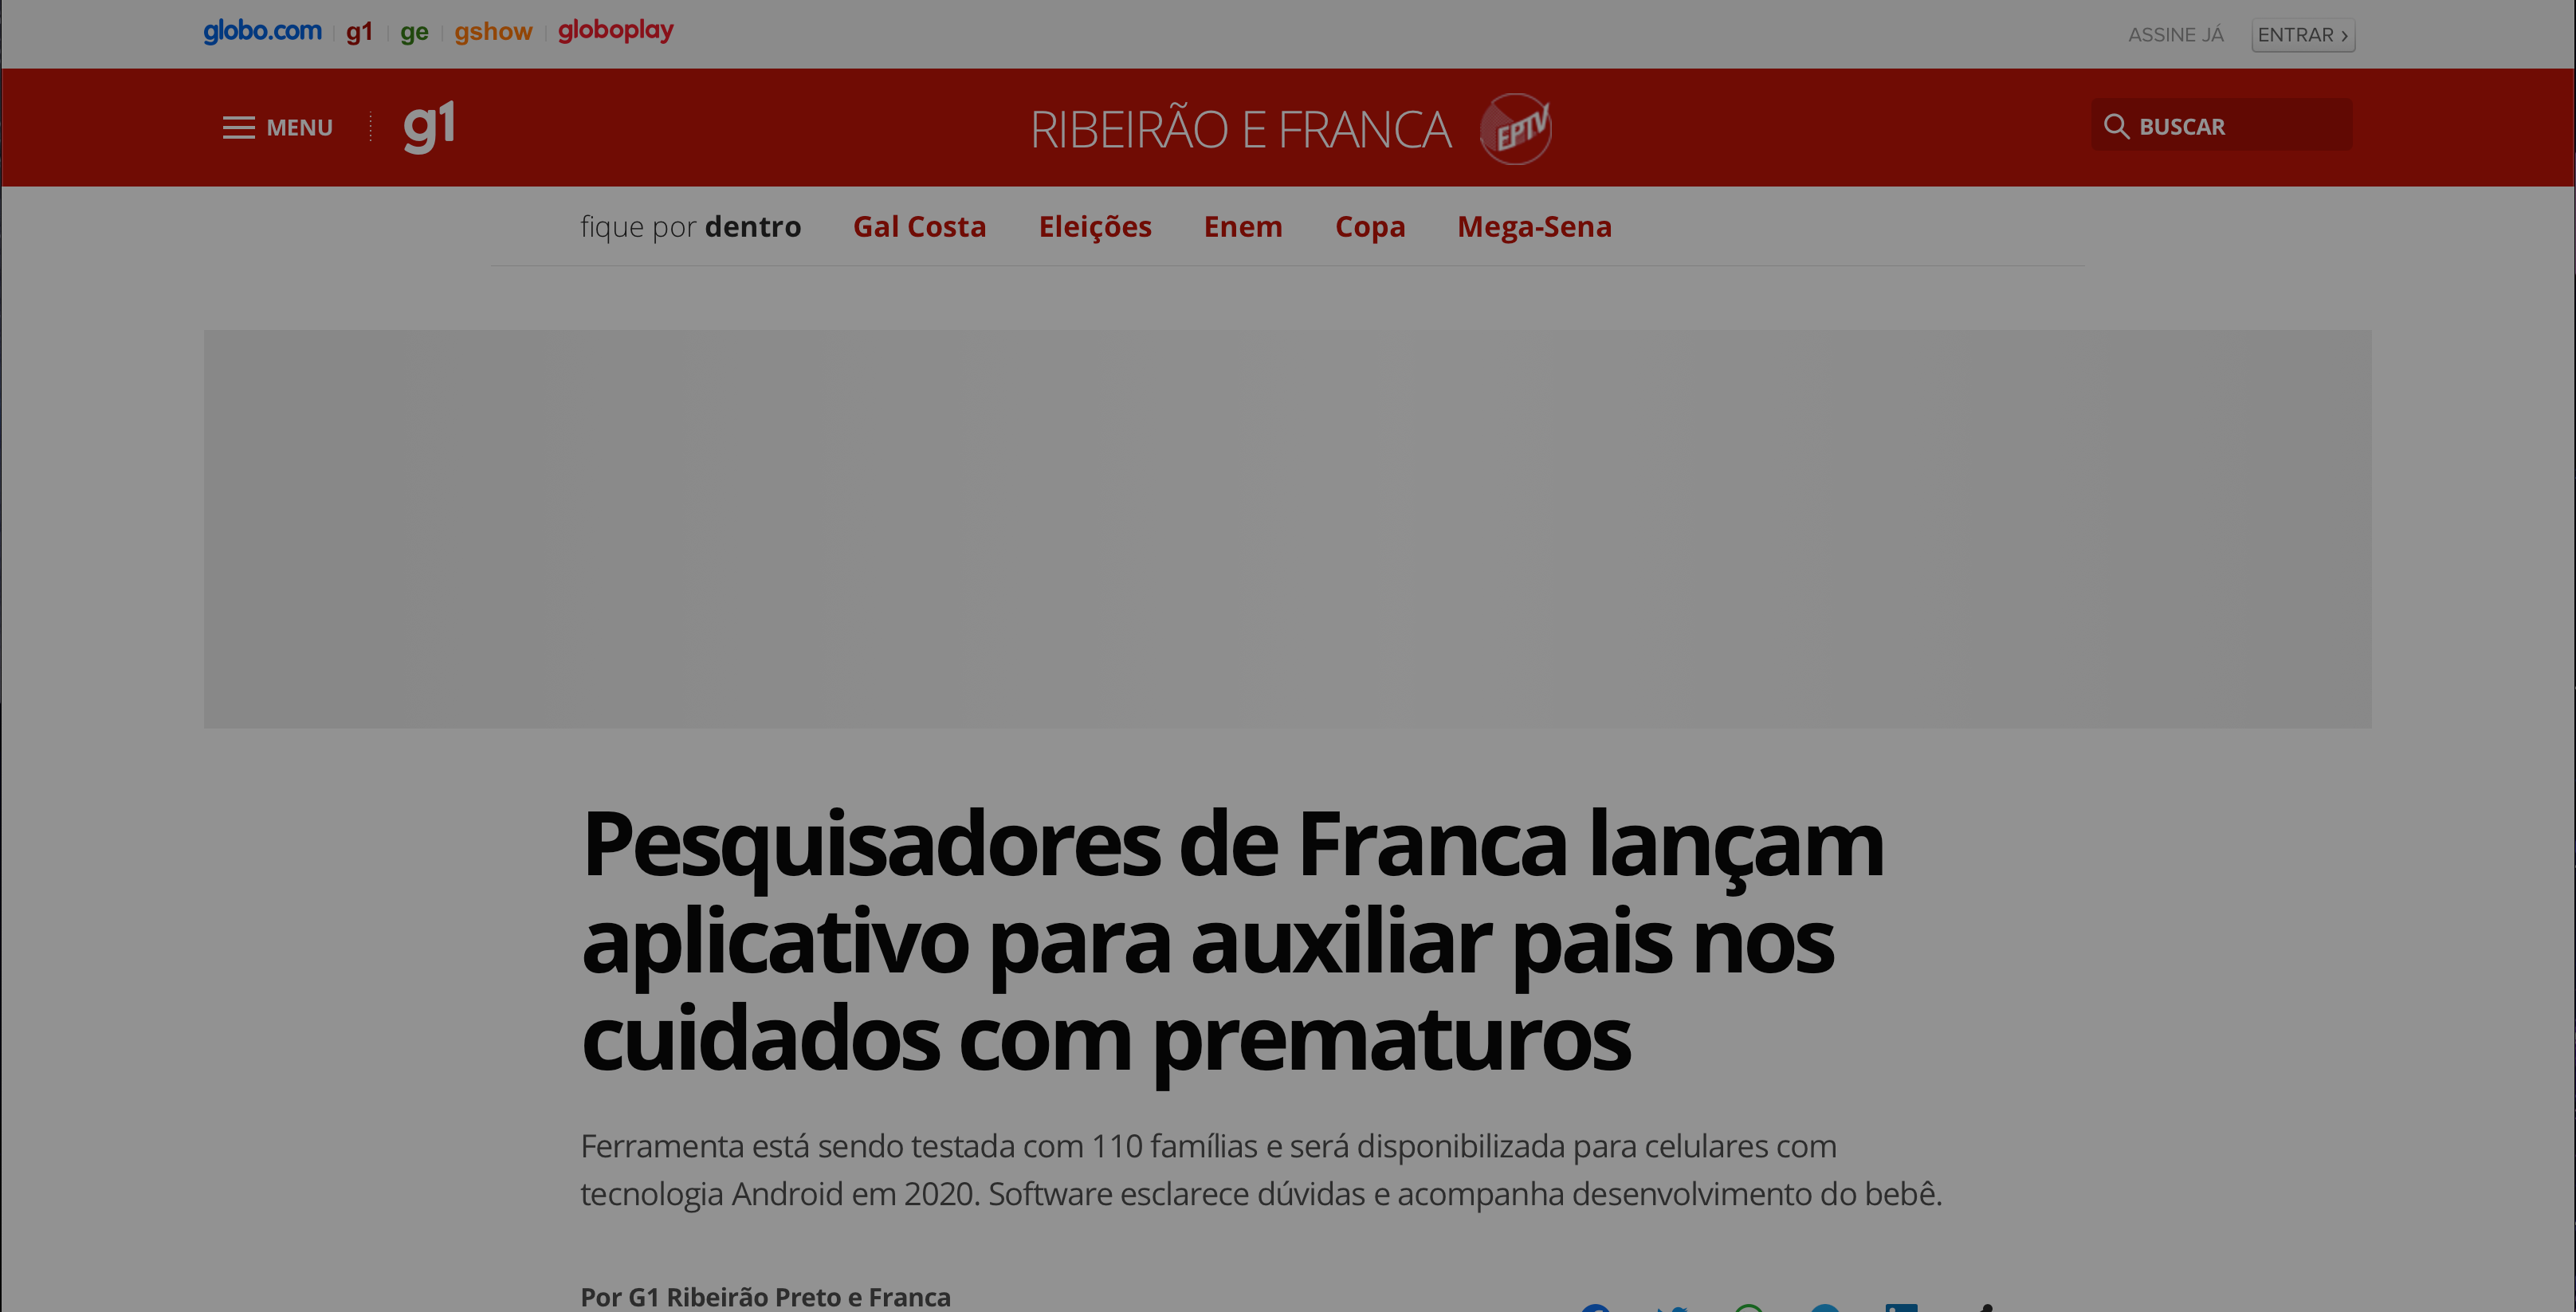 globo.com g1 ge gshow globoplay ASSINE JÁ ENTRAR ›
MENU g1 RIBEIRÃO E FRANCA EPTV BUSCAR
fique por dentro Gal Costa Eleições Enem Copa Mega-Sena
Pesquisadores de Franca lançam
aplicativo para auxiliar pais nos
cuidados com prematuros
Ferramenta está sendo testada com 110 famílias e será disponibilizada para celulares com
tecnologia Android em 2020. Software esclarece dúvidas e acompanha desenvolvimento do bebê.
Por G1 Ribeirão Preto e Franca